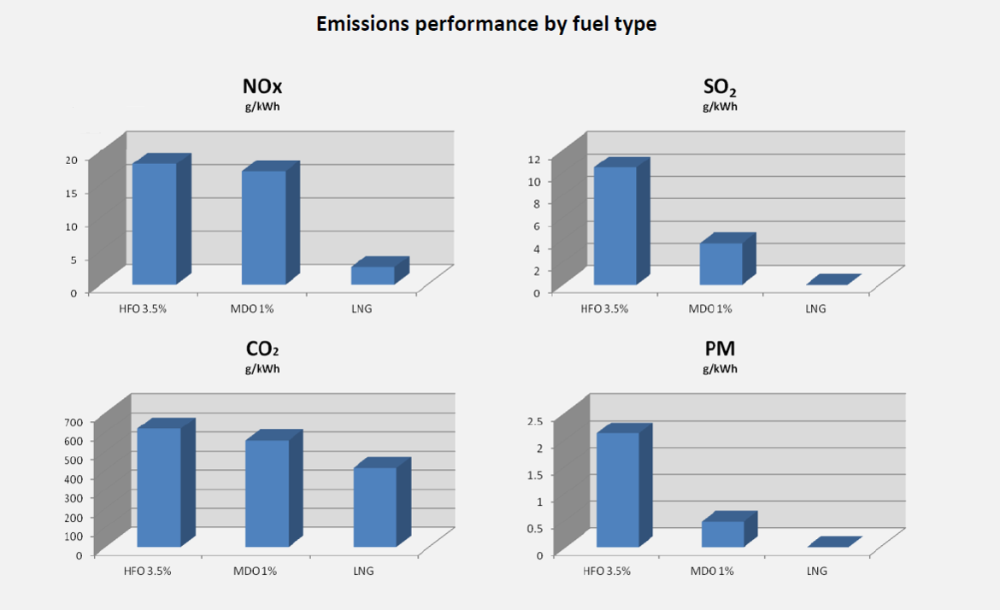 Emissions performance by fuel type
NOx
g/kWh
20
15
10
5
0
HFO 3.5% MDO 1% LNG
SO₂
g/kWh
12
10
8
6
4
2
0
HFO 3.5% MDO 1% LNG
CO₂
g/kWh
700
600
500
400
300
200
100
0
HFO 3.5% MDO 1% LNG
PM
g/kWh
2.5
2
1.5
1
0.5
0
HFO 3.5% MDO 1% LNG